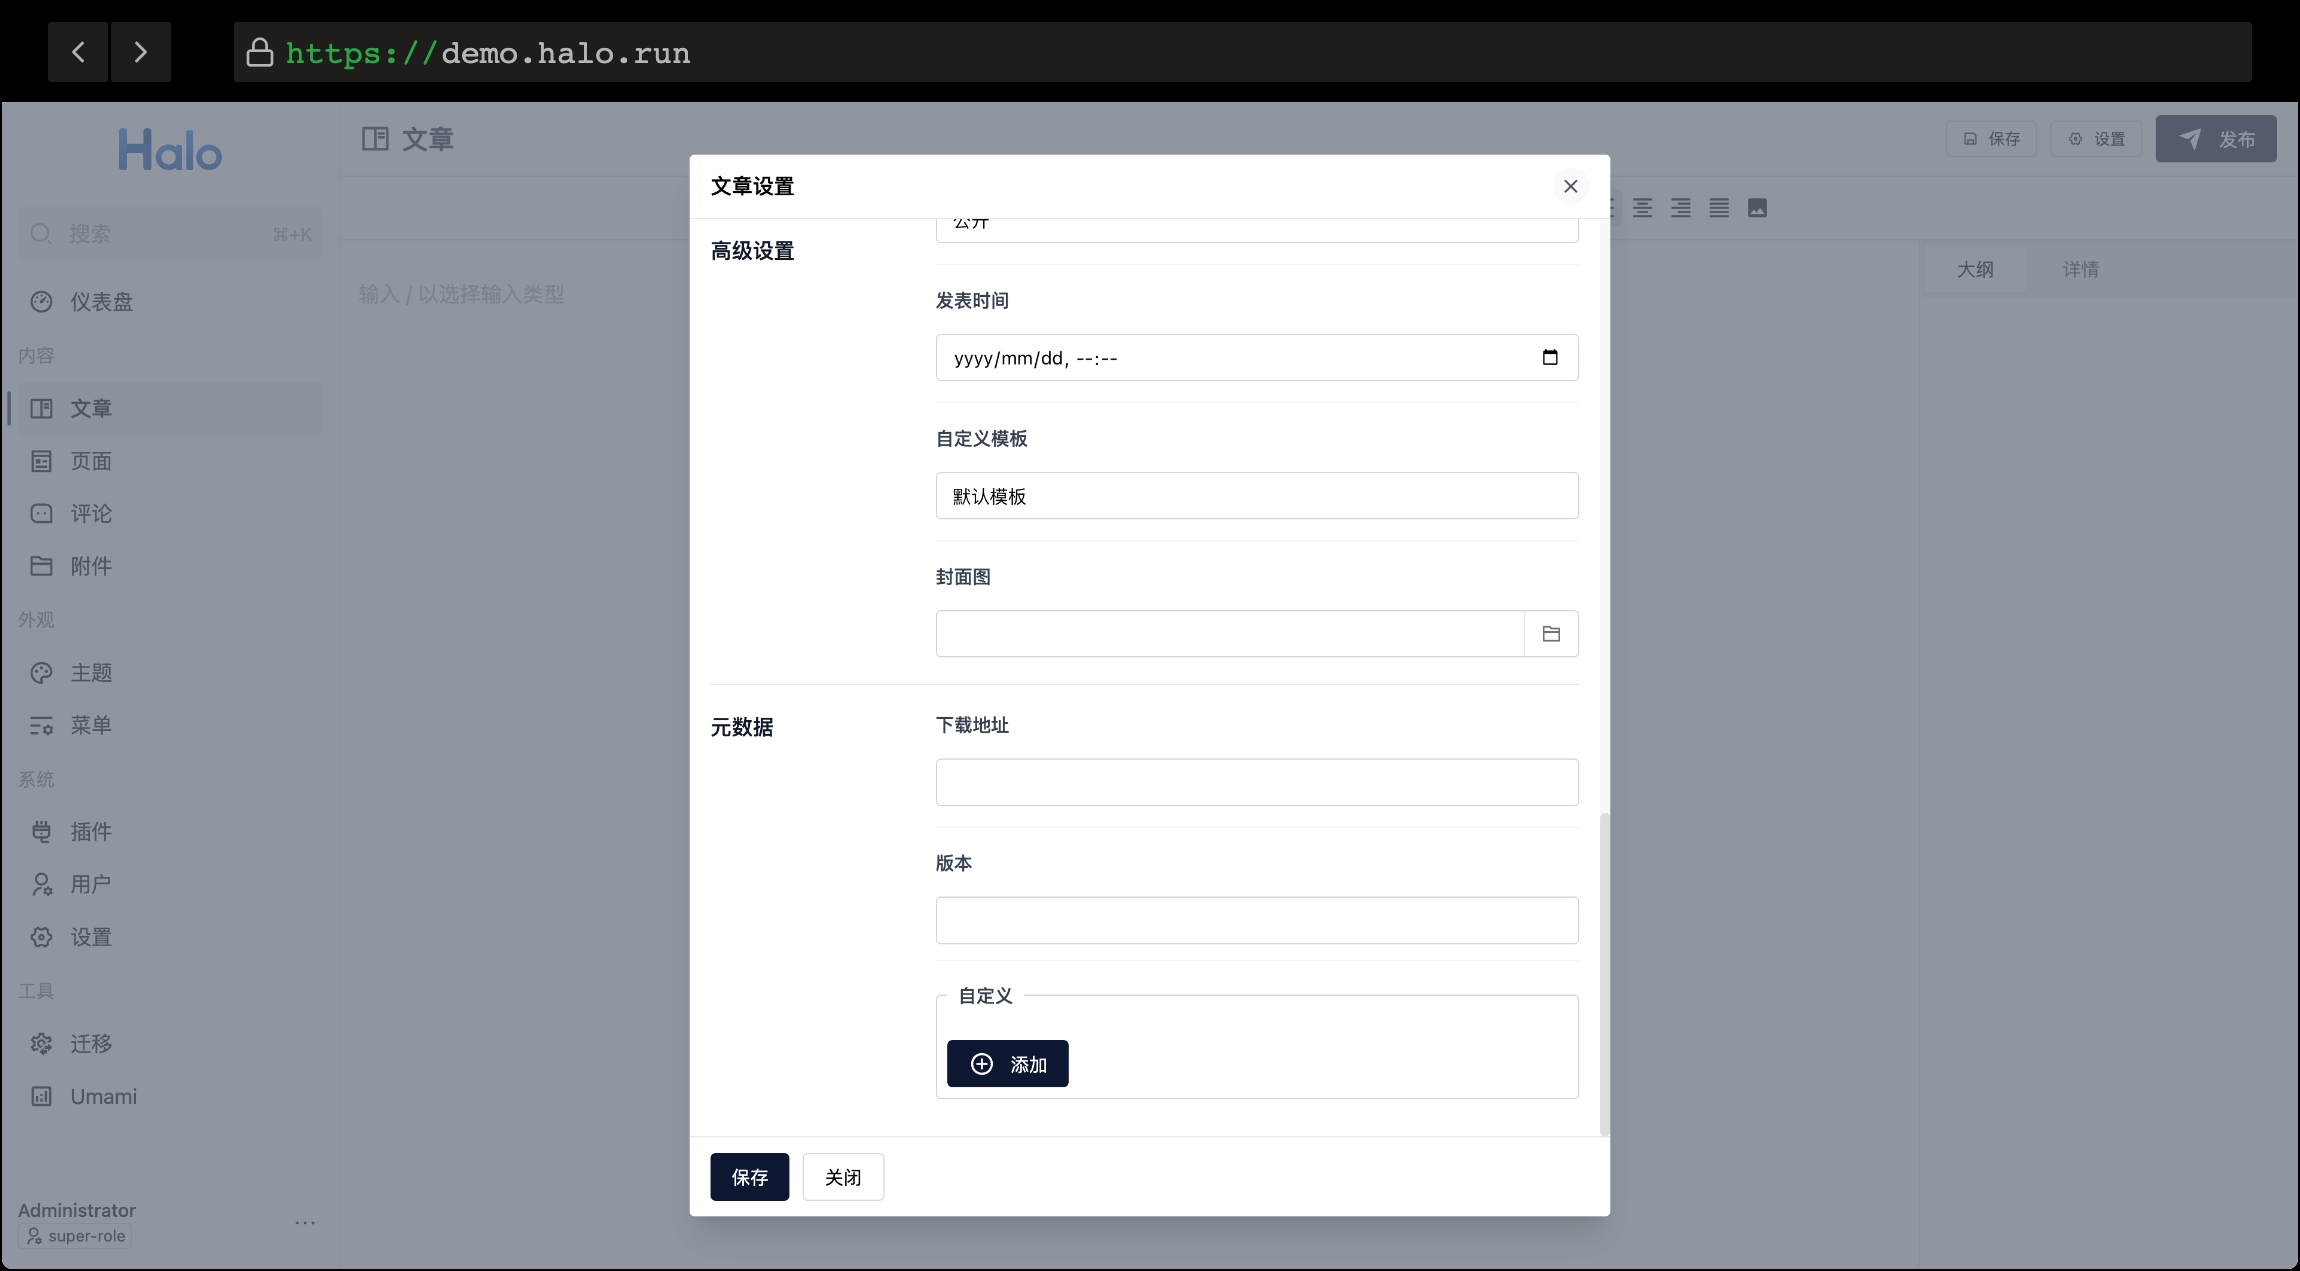 https://demo.halo.run
Halo
搜索
⌘+K
仪表盘
内容
文章
页面
评论
附件
外观
主题
菜单
系统
插件
用户
设置
工具
迁移
Umami
Administrator
super-role
文章
保存
设置
发布
输入 / 以选择输入类型
大纲
详情
文章设置
高级设置
公开
发表时间
yyyy/mm/dd, --:--
自定义模板
默认模板
封面图
元数据
下载地址
版本
自定义
添加
保存
关闭